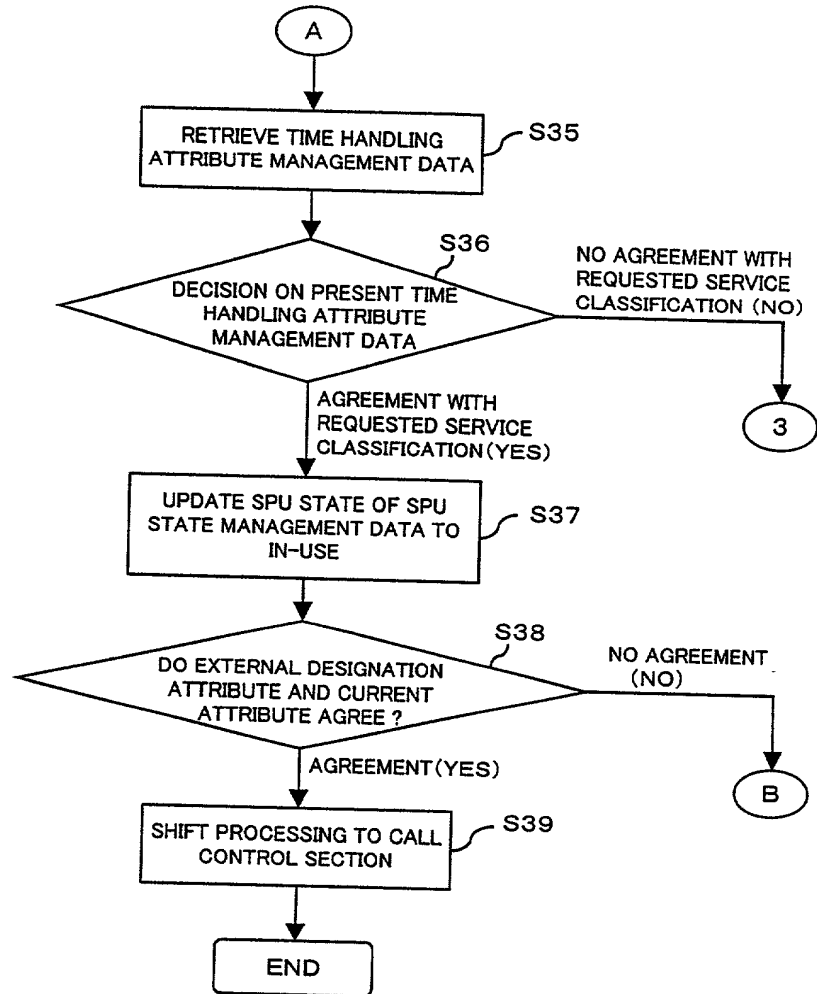 A
RETRIEVE TIME HANDLING
ATTRIBUTE MANAGEMENT DATA
S35
S36
DECISION ON PRESENT TIME
HANDLING ATTRIBUTE
MANAGEMENT DATA
NO AGREEMENT WITH
REQUESTED SERVICE
CLASSIFICATION (NO)
3
AGREEMENT WITH
REQUESTED SERVICE
CLASSIFICATION(YES)
UPDATE SPU STATE OF SPU
STATE MANAGEMENT DATA TO
IN-USE
S37
S38
DO EXTERNAL DESIGNATION
ATTRIBUTE AND CURRENT
ATTRIBUTE AGREE ?
NO AGREEMENT
(NO)
B
AGREEMENT(YES)
SHIFT PROCESSING TO CALL
CONTROL SECTION
S39
END